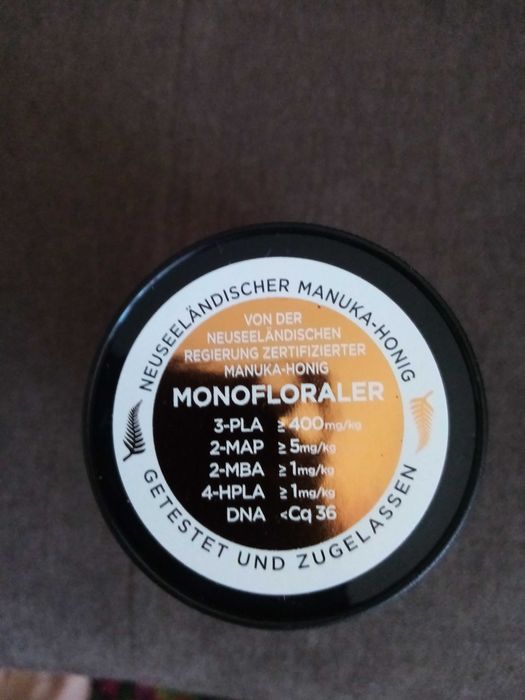 NEUSEELÄNDISCHER MANUKA-HONIG
VON DER
NEUSEELÄNDISCHEN
REGIERUNG ZERTIFIZIERTER
MANUKA-HONIG
MONOFLORALER
3-PLA ≥ 400mg/kg
2-MAP ≥ 5mg/kg
2-MBA ≥ 1mg/kg
4-HPLA ≥ 1mg/kg
DNA <Cq 36
GETESTET UND ZUGELASSEN